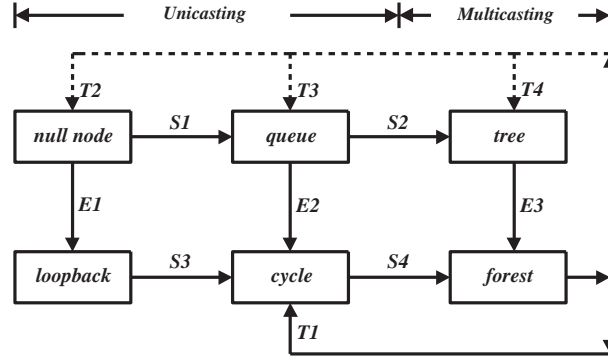 Unicasting Multicasting
T2 T3 T4
null node S1 queue S2 tree
E1 E2 E3
loopback S3 cycle S4 forest
T1